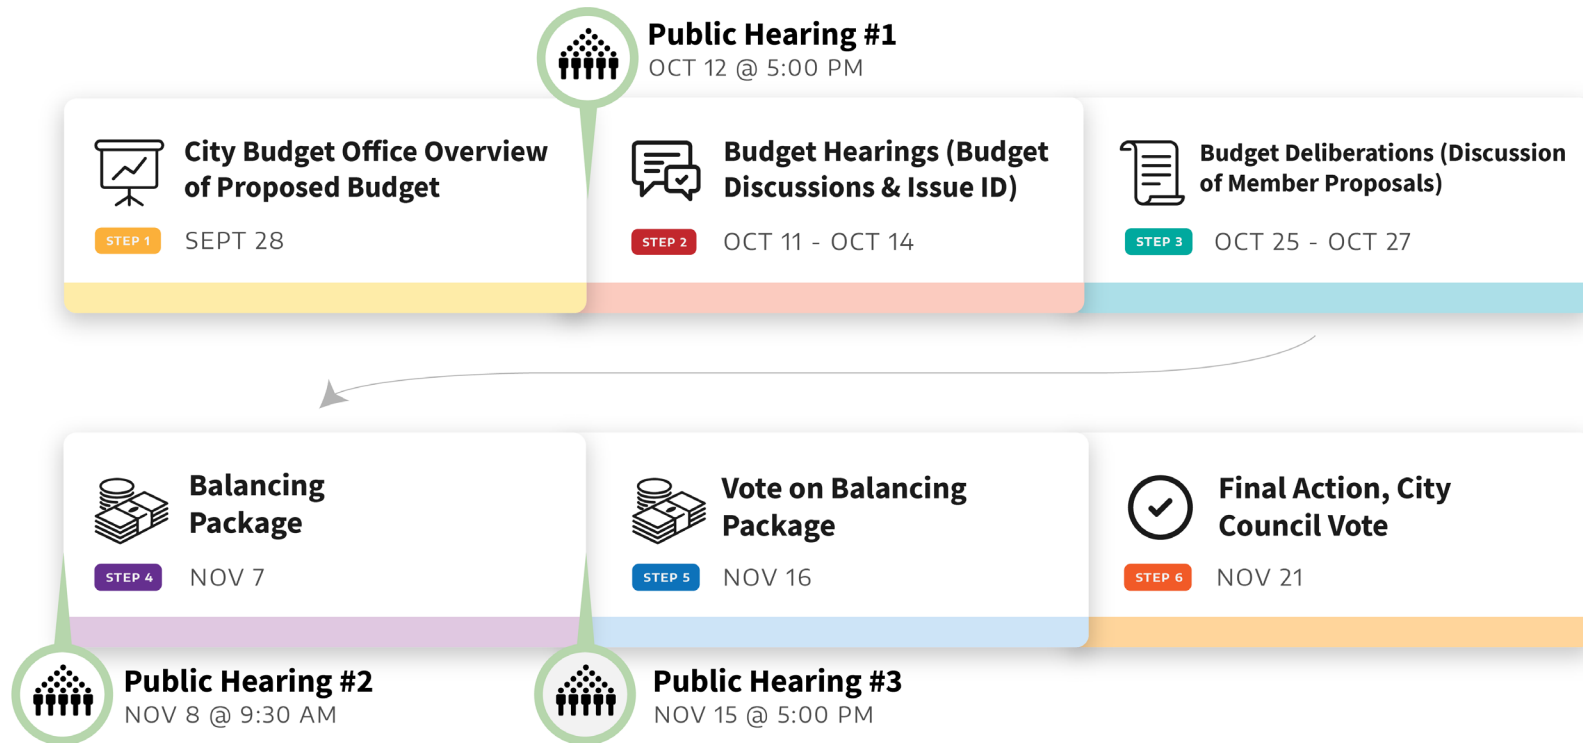 Public Hearing #1
OCT 12 @ 5:00 PM
City Budget Office Overview
of Proposed Budget
STEP 1
SEPT 28
Budget Hearings (Budget
Discussions & Issue ID)
STEP 2
OCT 11 - OCT 14
Budget Deliberations (Discussion
of Member Proposals)
STEP 3
OCT 25 - OCT 27
Balancing
Package
STEP 4
NOV 7
Vote on Balancing
Package
STEP 5
NOV 16
Final Action, City
Council Vote
STEP 6
NOV 21
Public Hearing #2
NOV 8 @ 9:30 AM
Public Hearing #3
NOV 15 @ 5:00 PM